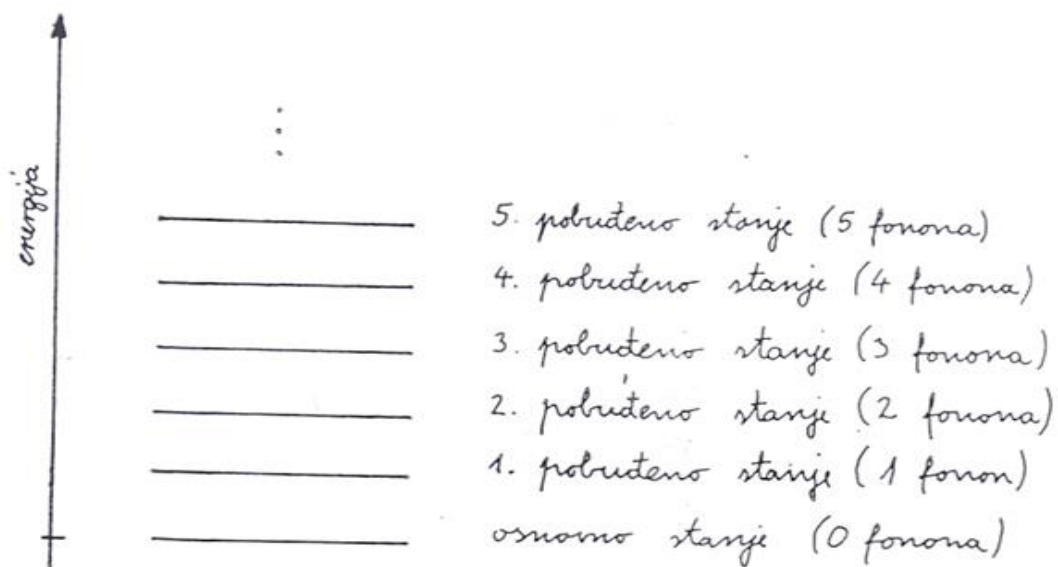 energija
5. pobuđeno stanje (5 fonona)
4. pobuđeno stanje (4 fonona)
3. pobuđeno stanje (3 fonona)
2. pobuđeno stanje (2 fonona)
1. pobuđeno stanje (1 fonon)
osnovno stanje (0 fonona)